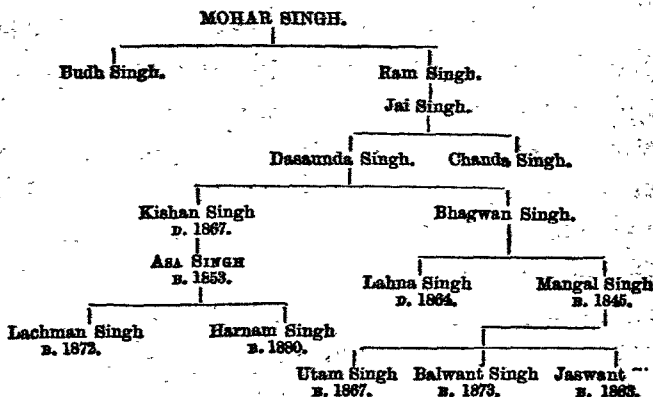 MOHAR SINGH.
Budh Singh. Ram Singh.
Jai Singh.
Dasaunda Singh. Chanda Singh.
Kishan Singh Bhagwan Singh.
D. 1867.
ASA SINGH
B. 1853.
Lahna Singh Mangal Singh
D. 1864. B. 1845.
Lachman Singh Harnam Singh
B. 1872. B. 1880.
Utam Singh Balwant Singh Jaswant
B. 1867. B. 1873. B. 1863.